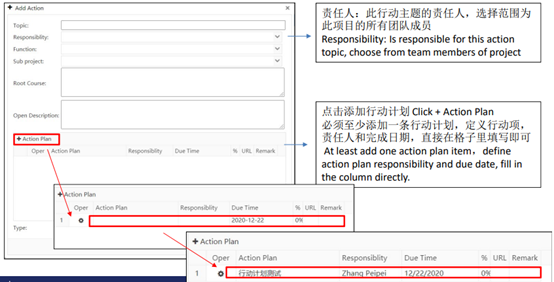 Add Action
Topic:
Responsiblity:
Function:
Sub project:
Root Course:
Open Description:
+ Action Plan
Oper Action Plan Responsiblity Due Time % URL Remark
Type:
责任人：此行动主题的责任人，选择范围为
此项目的所有团队成员
Responsibility: Is responsible for this action
topic, choose from team members of project
点击添加行动计划 Click + Action Plan
必须至少添加一条行动计划，定义行动项，
责任人和完成日期，直接在格子里填写即可
At least add one action plan item，define
action plan responsibility and due date, fill in
the column directly.
+ Action Plan
Oper Action Plan Responsiblity Due Time % URL Remark
1 2020-12-22 0%
+ Action Plan
Oper Action Plan Responsiblity Due Time % URL Remark
1 行动计划测试 Zhang Peipei 12/22/2020 0%